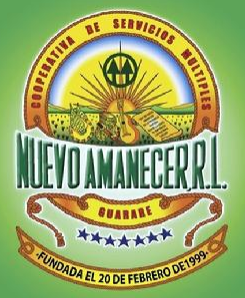 COOPERATIVA DE SERVICIOS MULTIPLES
NUEVO AMANECER, R.L.
GUARARE
-FUNDADA EL 20 DE FEBRERO DE 1999-